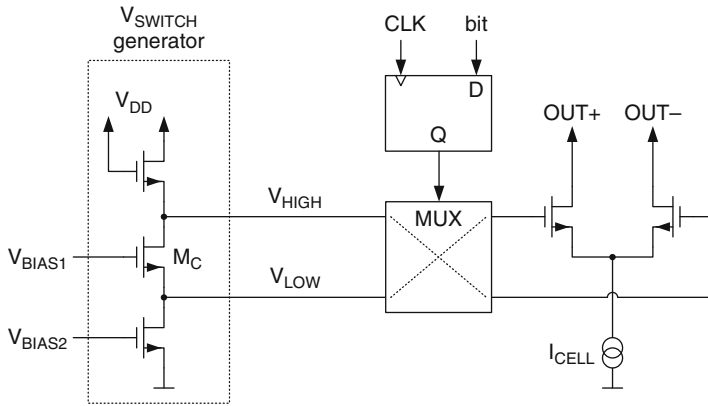 V_SWITCH
generator
CLK
bit
V_DD
D
OUT+
OUT−
Q
V_HIGH
MUX
V_BIAS1
M_C
V_LOW
V_BIAS2
I_CELL